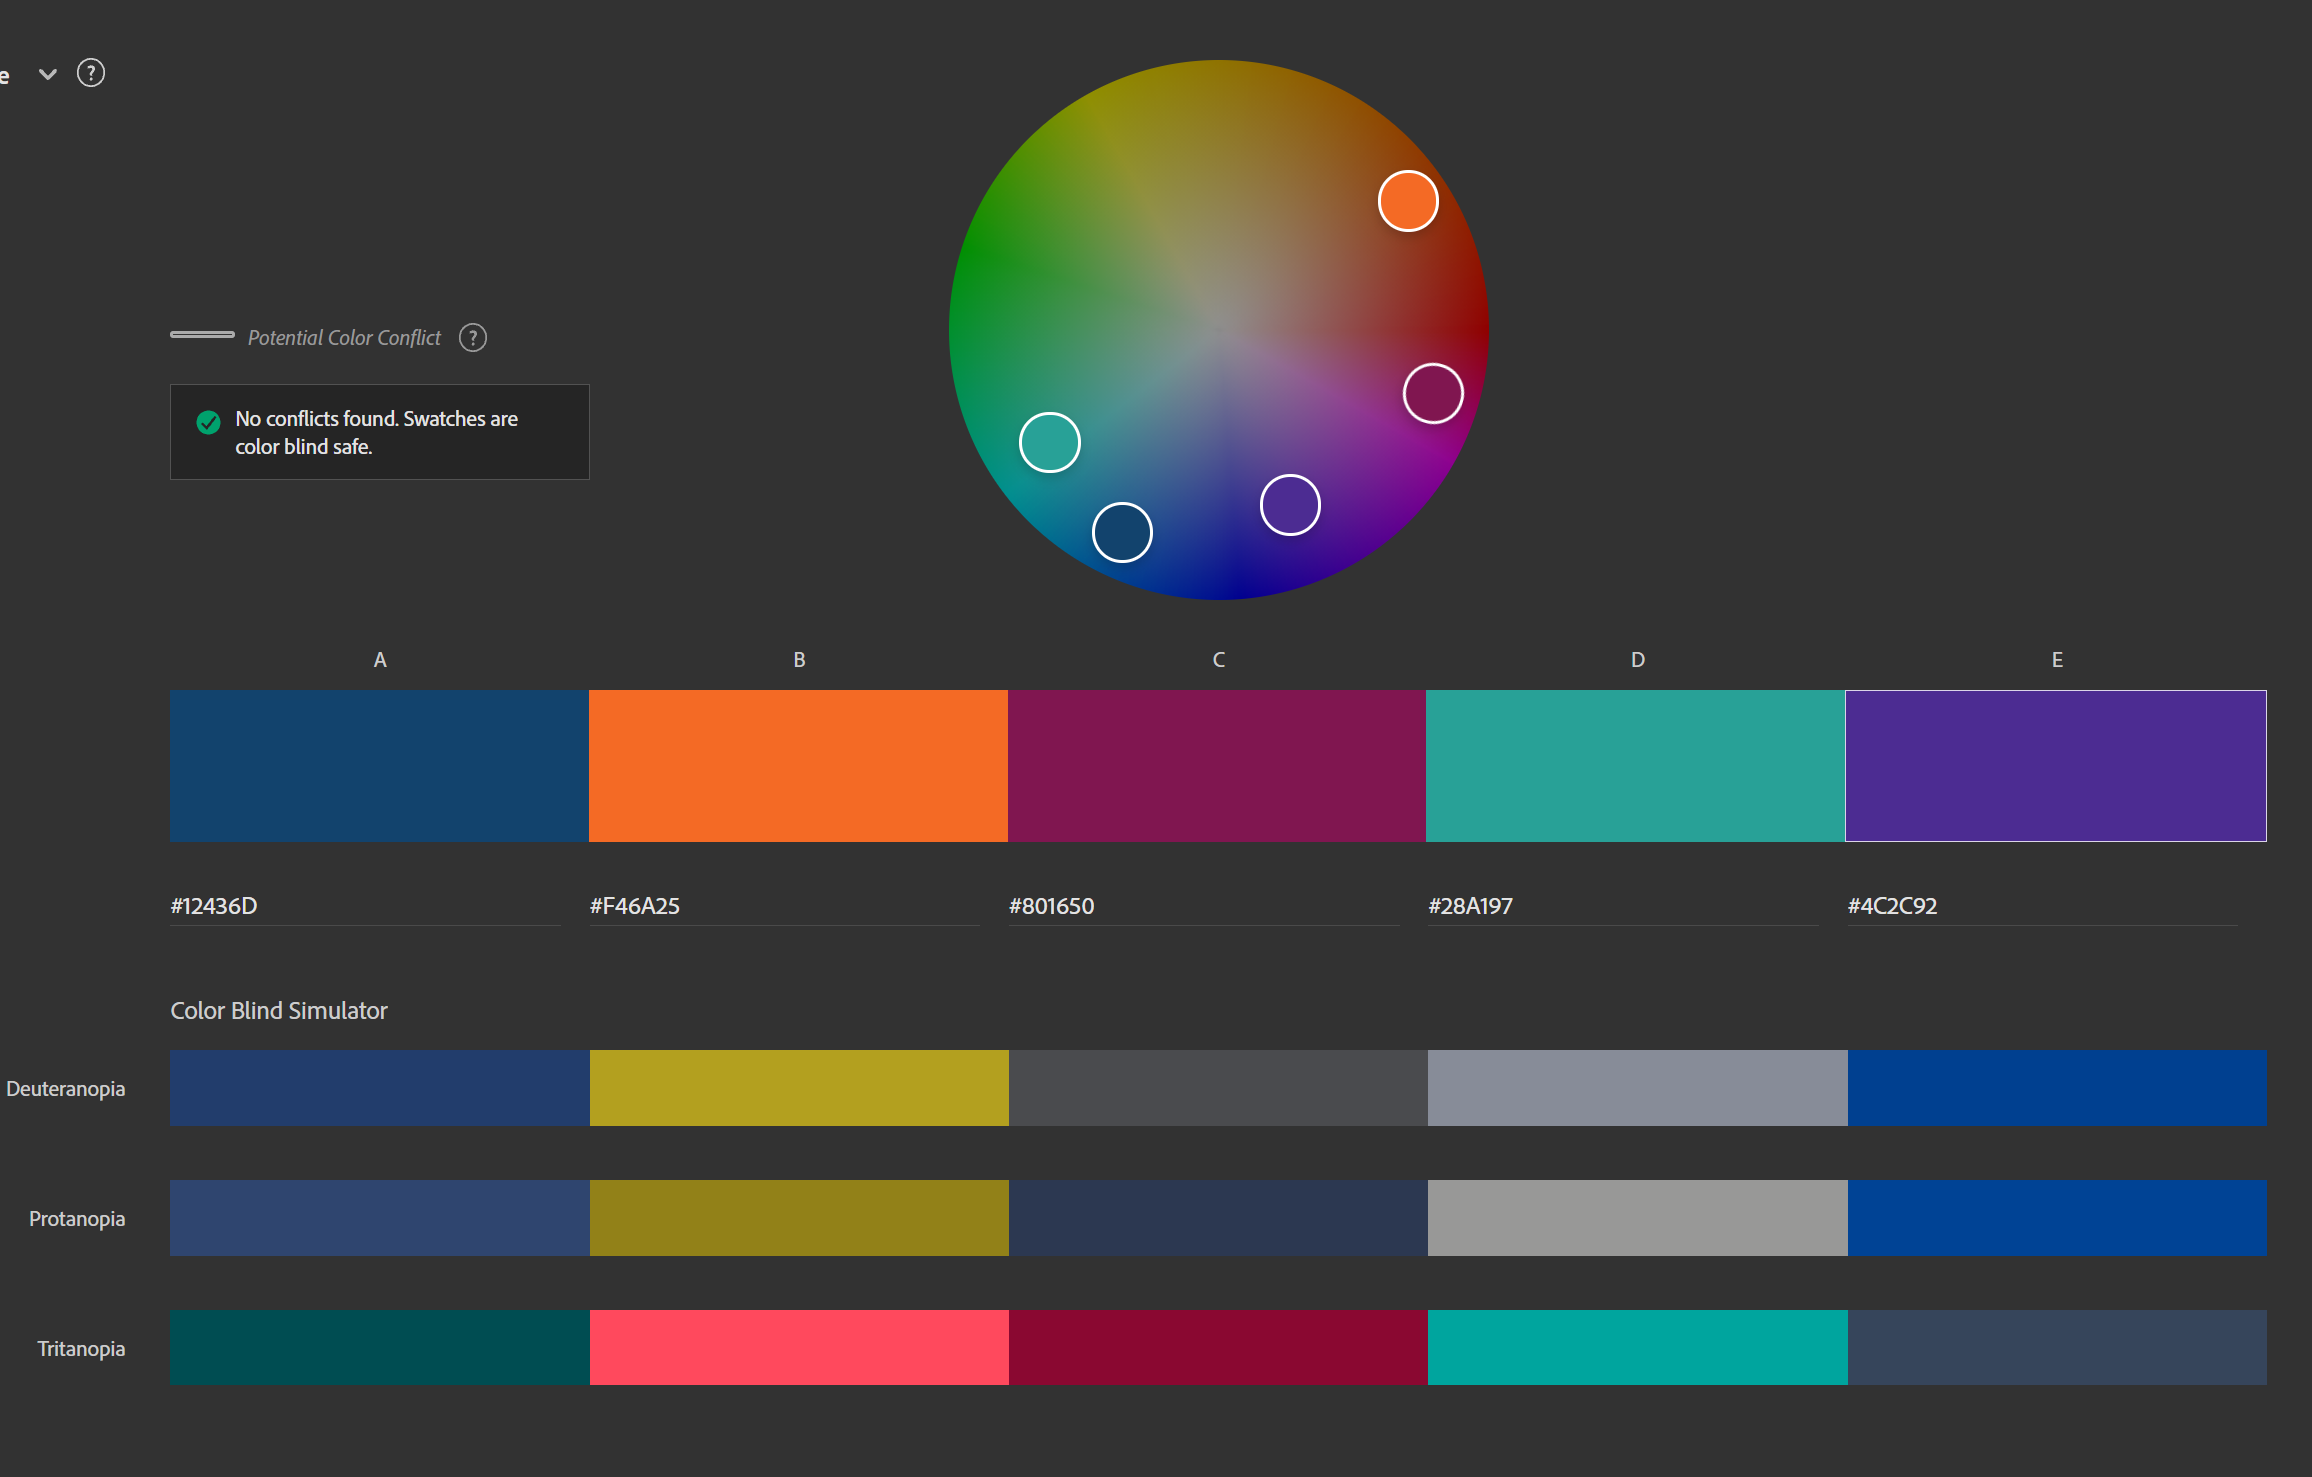 e
?
Potential Color Conflict ?
No conflicts found. Swatches are
color blind safe.
A B C D E
#12436D #F46A25 #801650 #28A197 #4C2C92
Color Blind Simulator
Deuteranopia
Protanopia
Tritanopia